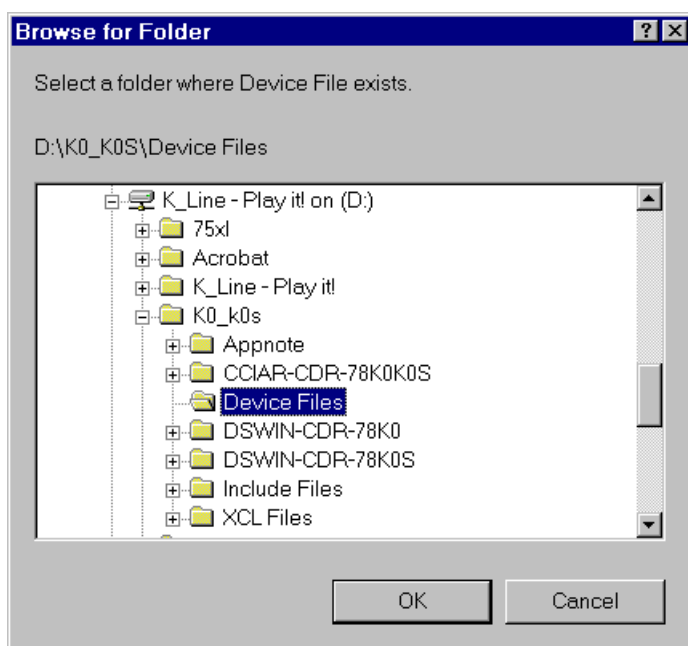 Browse for Folder
Select a folder where Device File exists.
D:\K0_K0S\Device Files
K_Line - Play it! on (D:)
75xl
Acrobat
K_Line - Play it!
K0_k0s
Appnote
CCIAR-CDR-78K0K0S
Device Files
DSWIN-CDR-78K0
DSWIN-CDR-78K0S
Include Files
XCL Files
OK Cancel